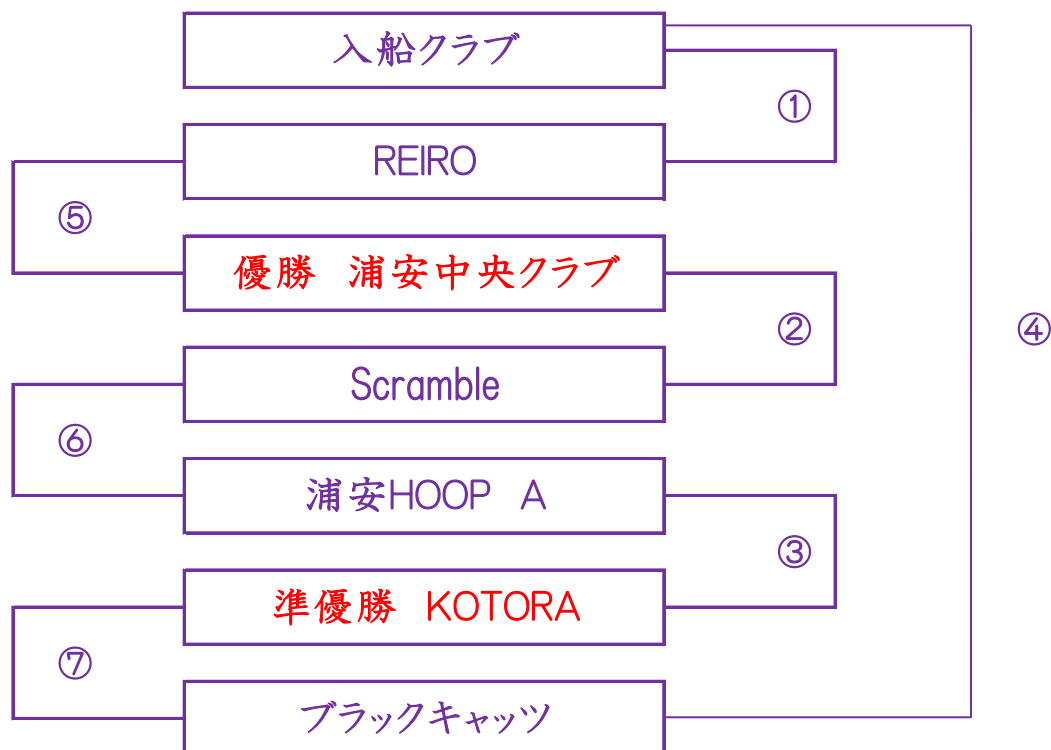 入船クラブ
①
REIRO
⑤
優勝　浦安中央クラブ
②
④
Scramble
⑥
浦安HOOP　A
③
準優勝　KOTORA
⑦
ブラックキャッツ